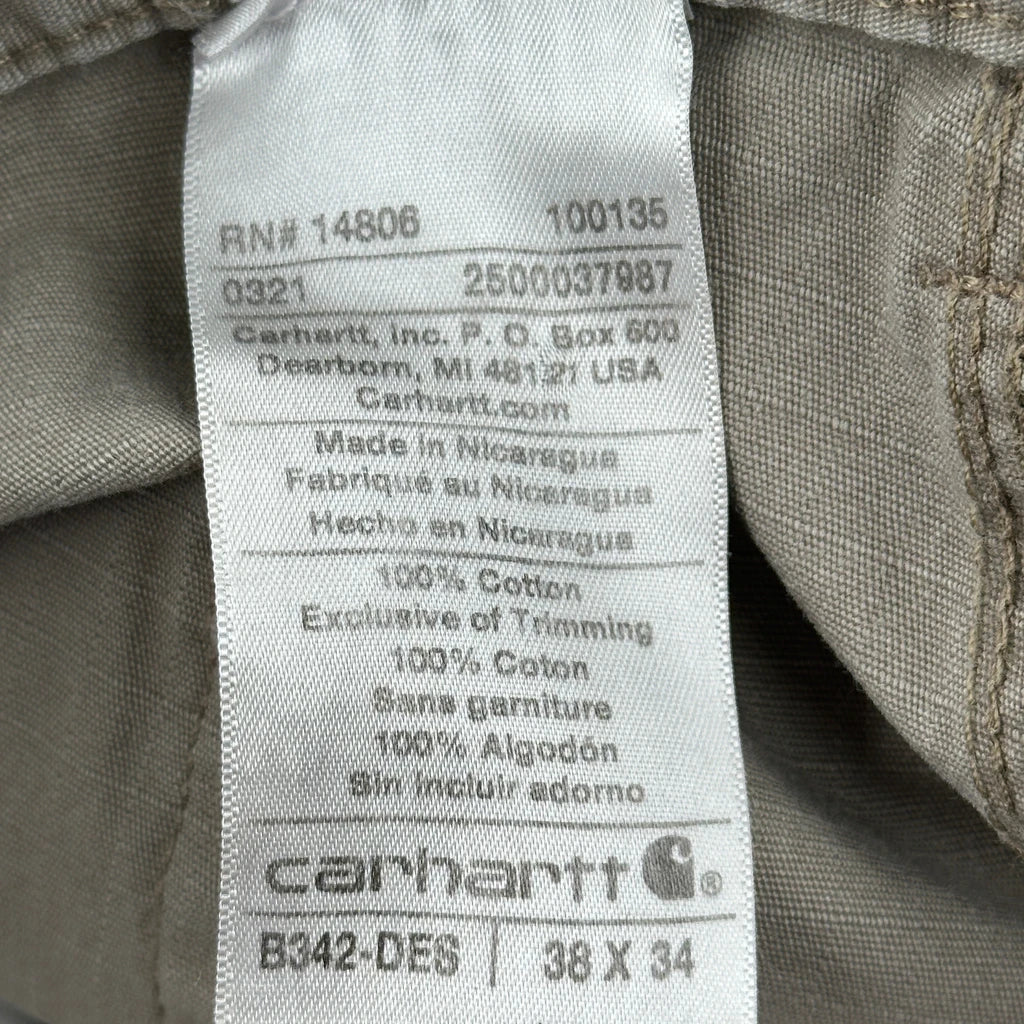 RN# 14806 100135
0321 2500037987
Carhartt, Inc. P. O. Box 600
Dearborn, MI 48121 USA
Carhartt.com
Made in Nicaragua
Fabriqué au Nicaragua
Hecho en Nicaragua
100% Cotton
Exclusive of Trimming
100% Coton
Sans garniture
100% Algodón
Sin incluir adorno
carhartt ®
B342-DES | 38 X 34